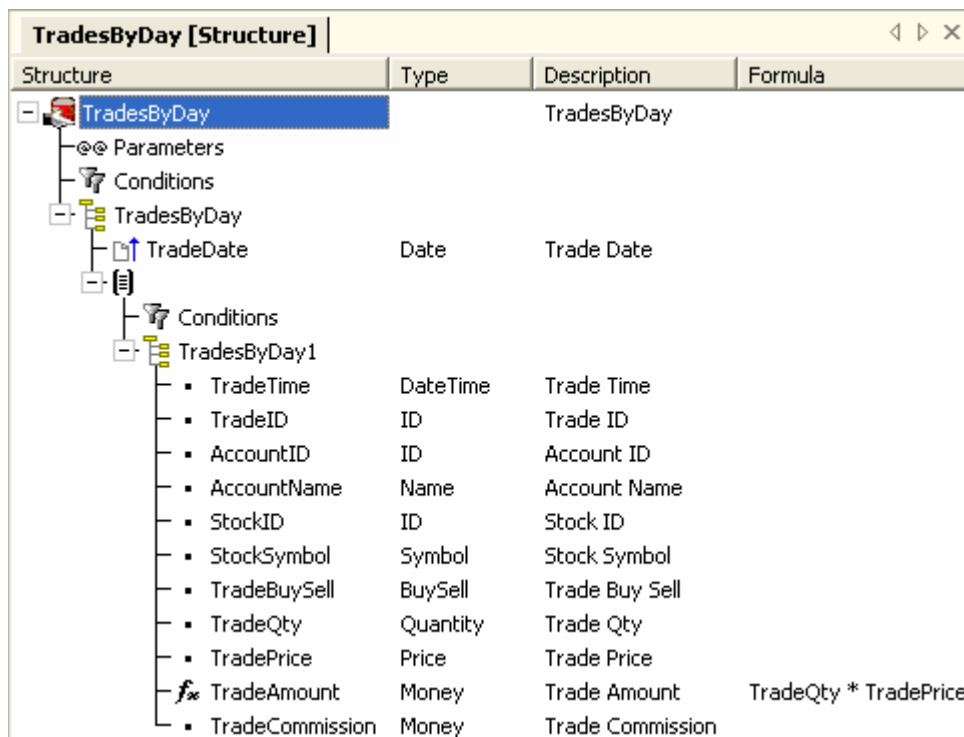 TradesByDay [Structure]
Structure Type Description Formula
TradesByDay TradesByDay
@@ Parameters
Conditions
TradesByDay
TradeDate Date Trade Date
Conditions
TradesByDay1
TradeTime DateTime Trade Time
TradeID ID Trade ID
AccountID ID Account ID
AccountName Name Account Name
StockID ID Stock ID
StockSymbol Symbol Stock Symbol
TradeBuySell BuySell Trade Buy Sell
TradeQty Quantity Trade Qty
TradePrice Price Trade Price
fx TradeAmount Money Trade Amount TradeQty * TradePrice
TradeCommission Money Trade Commission